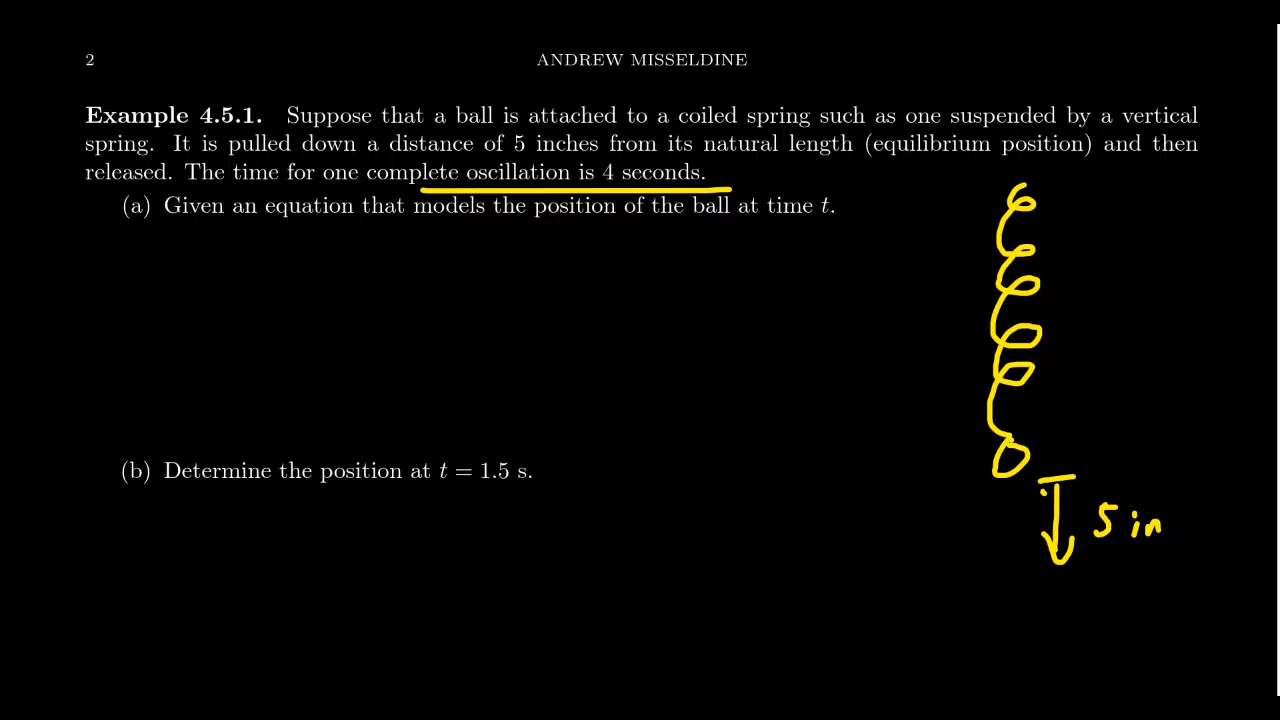 2
ANDREW MISSELDINE
Example 4.5.1. Suppose that a ball is attached to a coiled spring such as one suspended by a vertical
spring. It is pulled down a distance of 5 inches from its natural length (equilibrium position) and then
released. The time for one complete oscillation is 4 seconds.
(a) Given an equation that models the position of the ball at time t.
(b) Determine the position at t = 1.5 s.
5 in